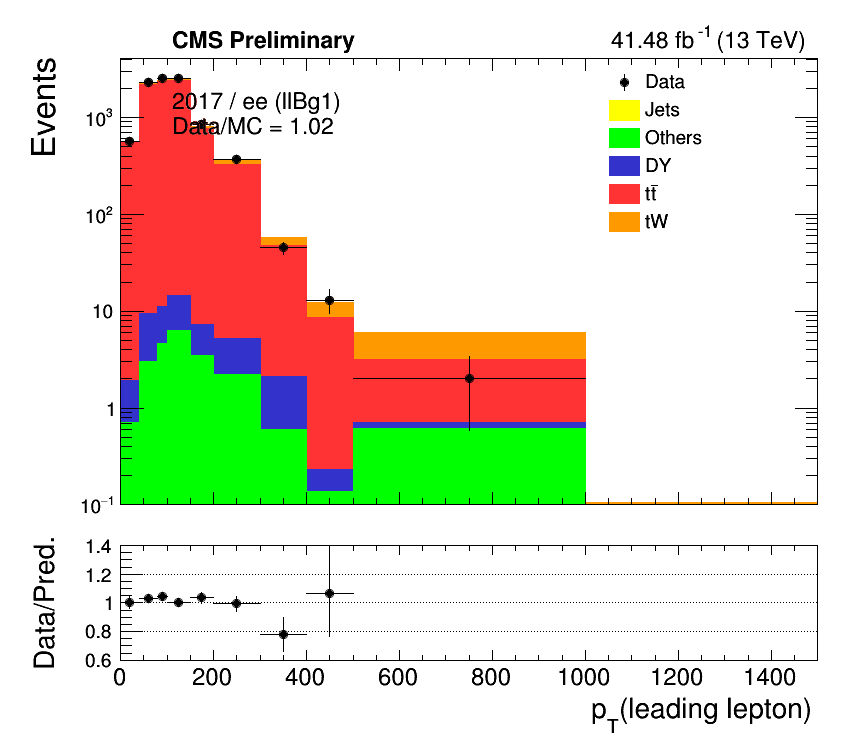 CMS Preliminary
41.48 fb⁻¹ (13 TeV)
Events
2017 / ee (llBg1)
Data/MC = 1.02
Data
Jets
Others
DY
tt̄
tW
10³
10²
10
1
10⁻¹
Data/Pred.
1.4
1.2
1
0.8
0.6
0 200 400 600 800 1000 1200 1400
p_T(leading lepton)